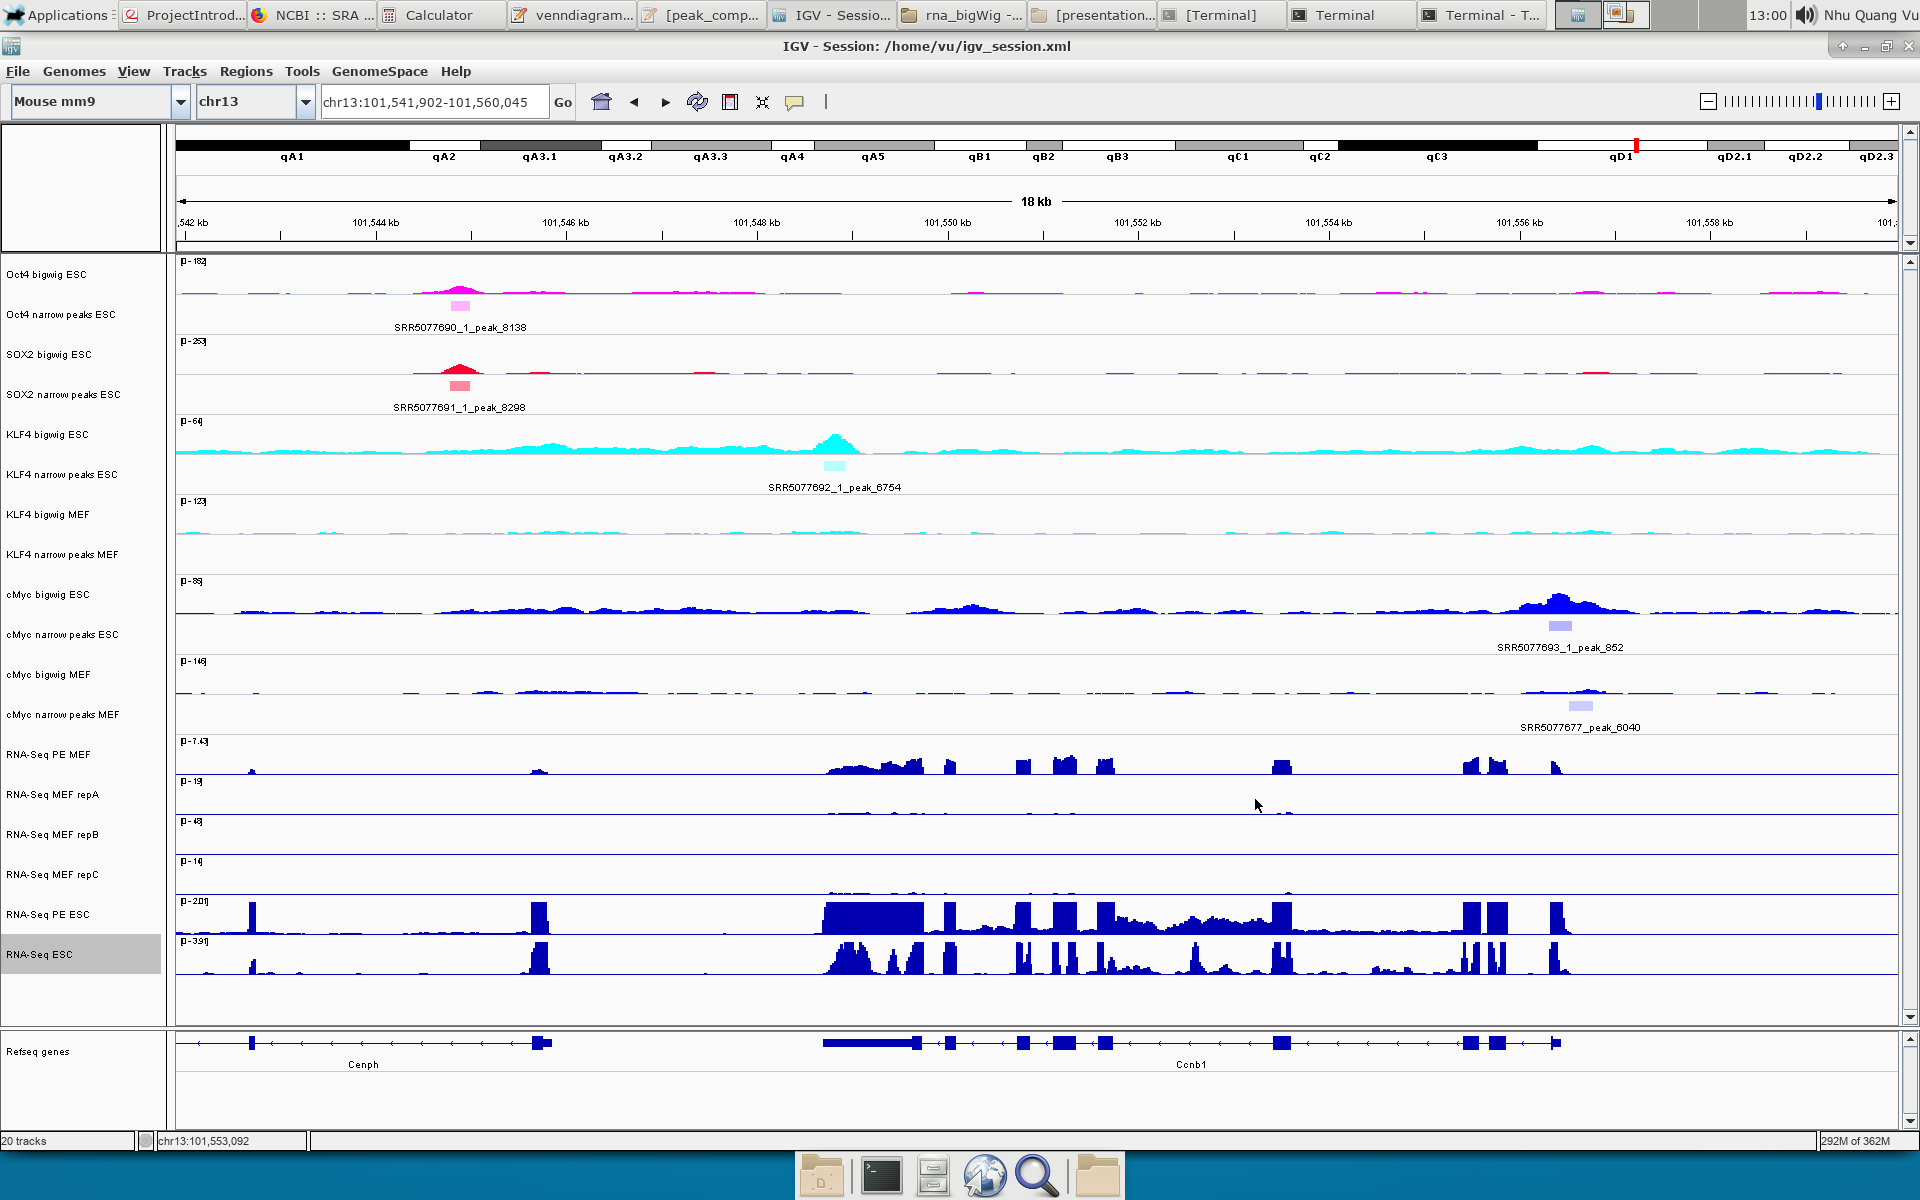 Applications ProjectIntrod... NCBI :: SRA ... Calculator venndiagram... [peak_comp... IGV - Sessio... rna_bigWig -... [presentation... [Terminal] Terminal Terminal - T... 13:00 Nhu Quang Vu
IGV - Session: /home/vu/igv_session.xml
File Genomes View Tracks Regions Tools GenomeSpace Help
Mouse mm9 chr13 chr13:101,541,902-101,560,045 Go
qA1 qA2 qA3.1 qA3.2 qA3.3 qA4 qA5 qB1 qB2 qB3 qC1 qC2 qC3 qD1 qD2.1 qD2.2 qD2.3
18 kb
,542 kb 101,544 kb 101,546 kb 101,548 kb 101,550 kb 101,552 kb 101,554 kb 101,556 kb 101,558 kb 101,
[0 - 182]
Oct4 bigwig ESC
Oct4 narrow peaks ESC
SRR5077690_1_peak_8138
[0 - 253]
SOX2 bigwig ESC
SOX2 narrow peaks ESC
SRR5077691_1_peak_8298
[0 - 64]
KLF4 bigwig ESC
KLF4 narrow peaks ESC
SRR5077692_1_peak_6754
[0 - 123]
KLF4 bigwig MEF
KLF4 narrow peaks MEF
[0 - 85]
cMyc bigwig ESC
cMyc narrow peaks ESC
SRR5077693_1_peak_852
[0 - 146]
cMyc bigwig MEF
cMyc narrow peaks MEF
SRR5077677_peak_6040
[0 - 7.43]
RNA-Seq PE MEF
[0 - 19]
RNA-Seq MEF repA
[0 - 48]
RNA-Seq MEF repB
[0 - 14]
RNA-Seq MEF repC
[0 - 2.01]
RNA-Seq PE ESC
[0 - 3.91]
RNA-Seq ESC
Refseq genes
Cenph Ccnb1
20 tracks chr13:101,553,092 292M of 362M